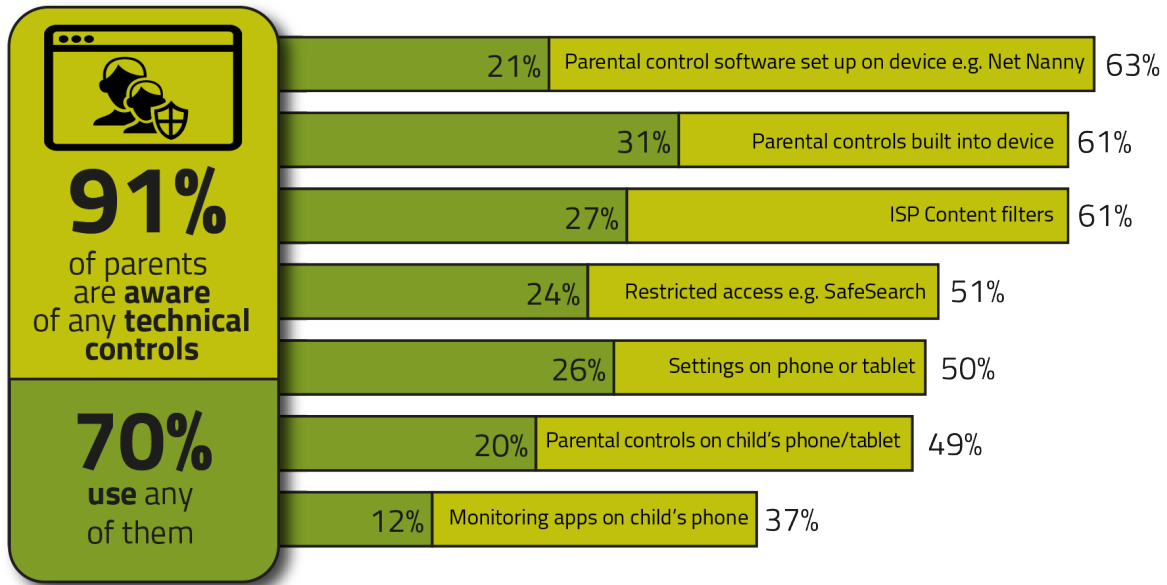 91%
of parents
are aware
of any technical
controls
70%
use any
of them
21% Parental control software set up on device e.g. Net Nanny 63%
31% Parental controls built into device 61%
27% ISP Content filters 61%
24% Restricted access e.g. SafeSearch 51%
26% Settings on phone or tablet 50%
20% Parental controls on child's phone/tablet 49%
12% Monitoring apps on child's phone 37%